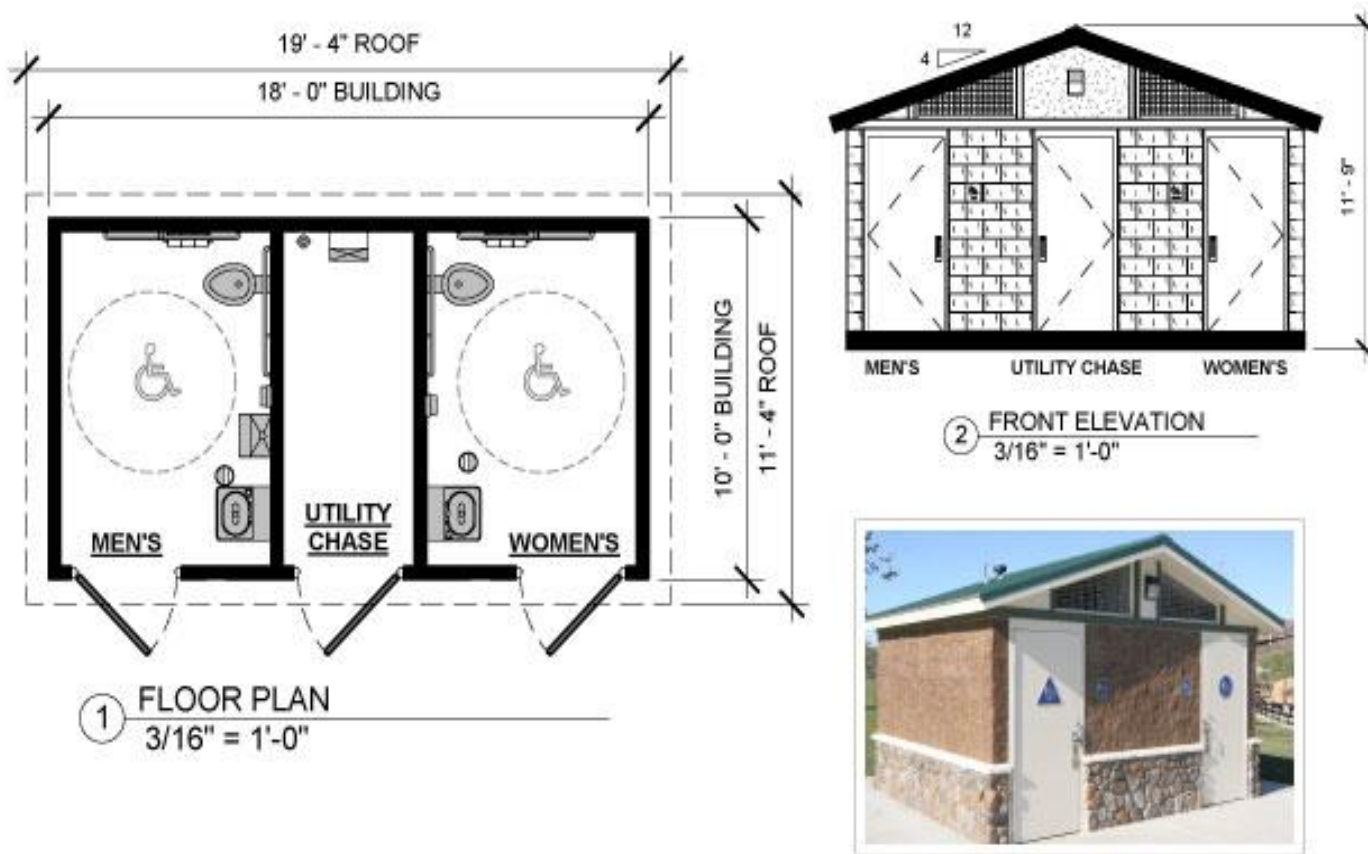 19' - 4" ROOF
18' - 0" BUILDING
10' - 0" BUILDING
11' - 4" ROOF
MEN'S
UTILITY
CHASE
WOMEN'S
1
FLOOR PLAN
3/16" = 1'-0"
12
4
11' - 9"
MEN'S
UTILITY CHASE
WOMEN'S
2
FRONT ELEVATION
3/16" = 1'-0"